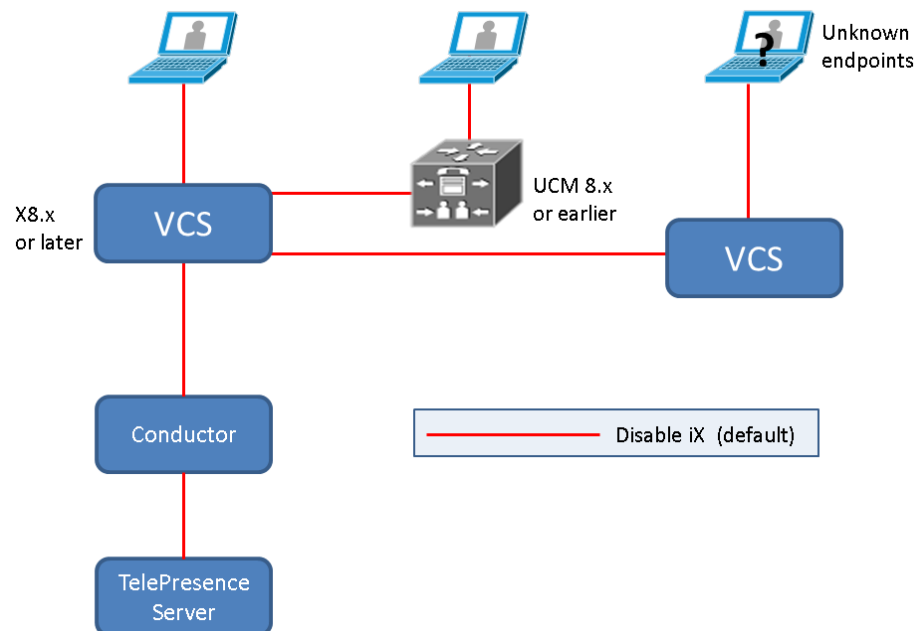 Unknown
endpoints
?
UCM 8.x
or earlier
X8.x
or later
VCS
VCS
Conductor
Disable iX (default)
TelePresence
Server